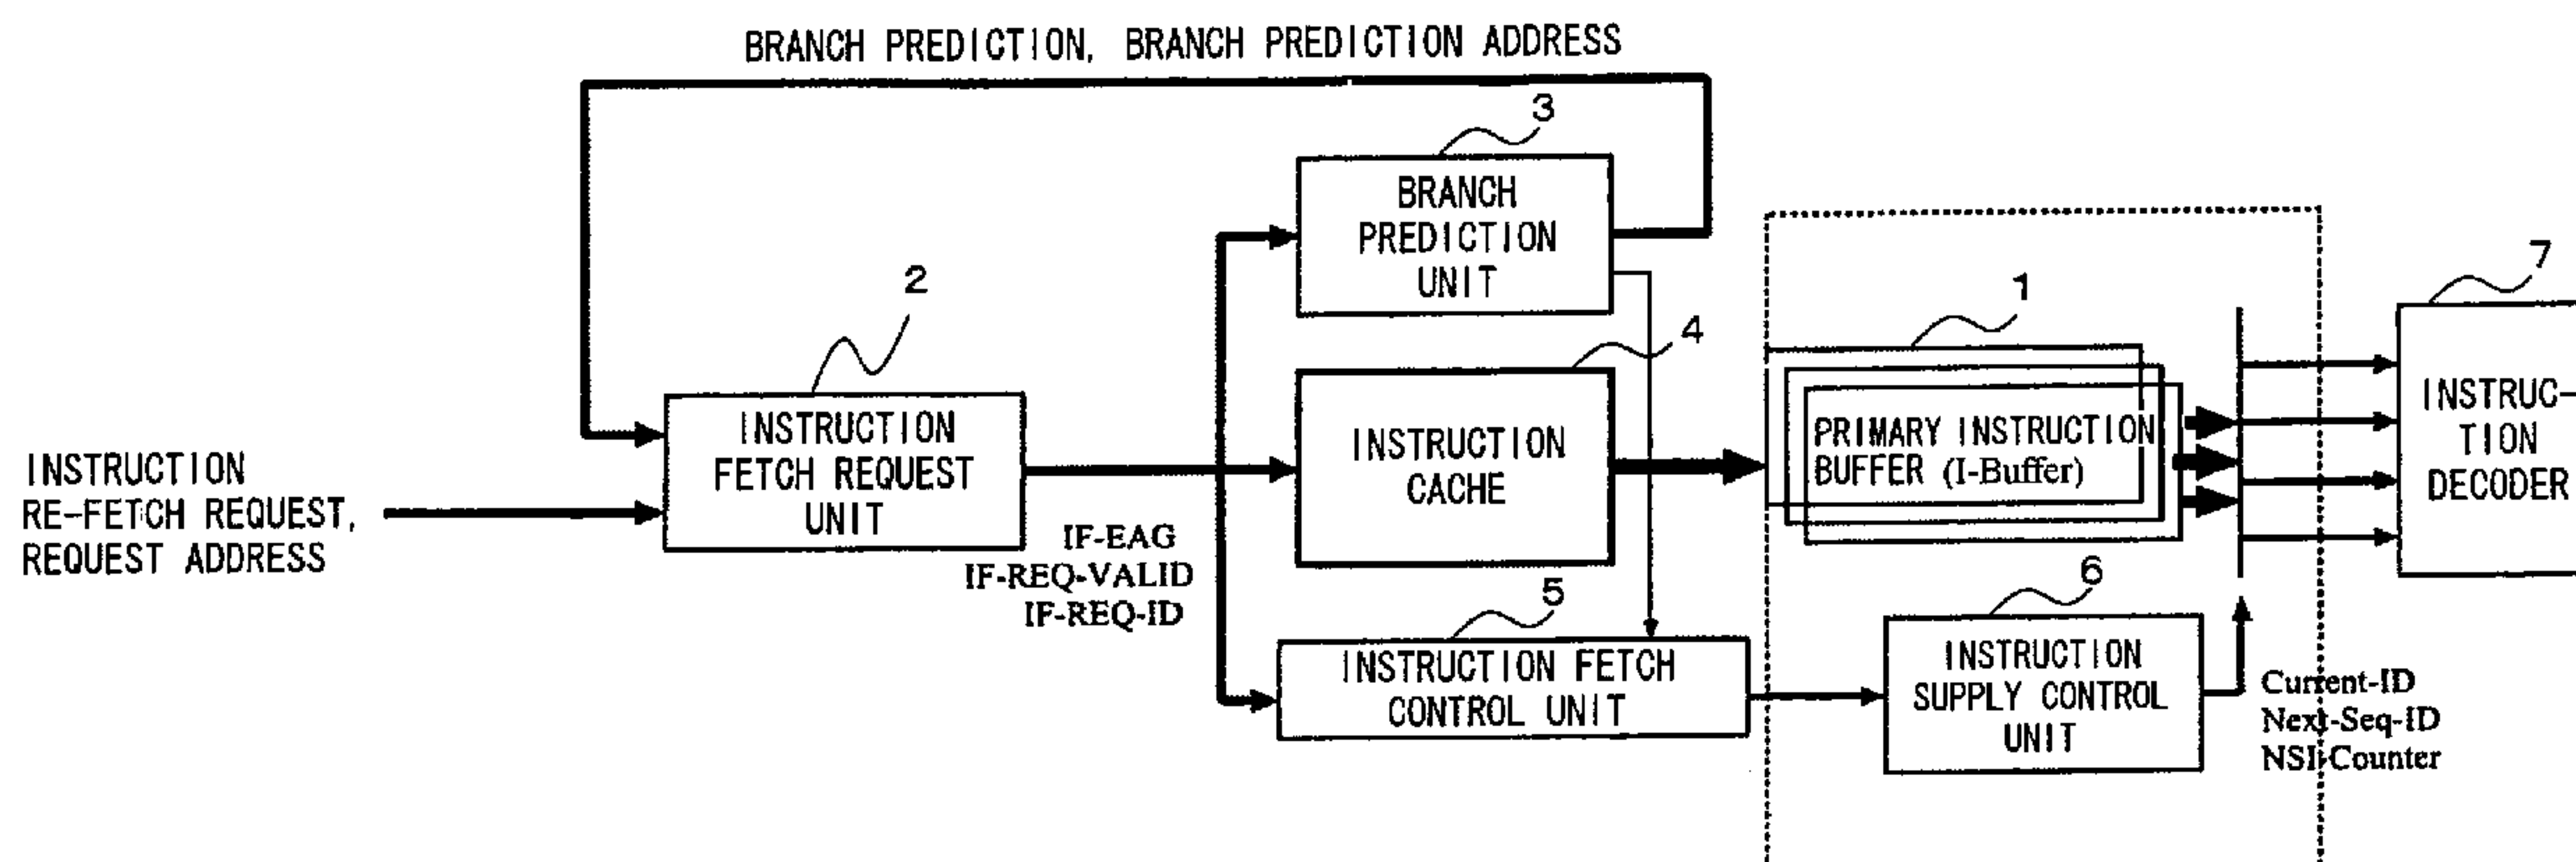 BRANCH PREDICTION, BRANCH PREDICTION ADDRESS
3
BRANCH
PREDICTION
UNIT
2
INSTRUCTION
FETCH REQUEST
UNIT
INSTRUCTION
RE-FETCH REQUEST,
REQUEST ADDRESS
IF-EAG
IF-REQ-VALID
IF-REQ-ID
4
INSTRUCTION
CACHE
5
INSTRUCTION FETCH
CONTROL UNIT
1
PRIMARY INSTRUCTION
BUFFER (I-Buffer)
6
INSTRUCTION
SUPPLY CONTROL
UNIT
Current-ID
Next-Seq-ID
NSI-Counter
7
INSTRUC-
TION
DECODER